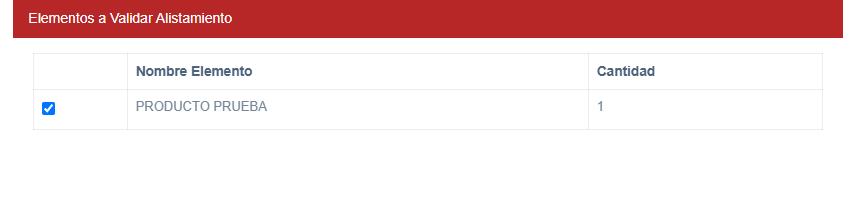 Elementos a Validar Alistamiento
Nombre Elemento Cantidad
PRODUCTO PRUEBA 1